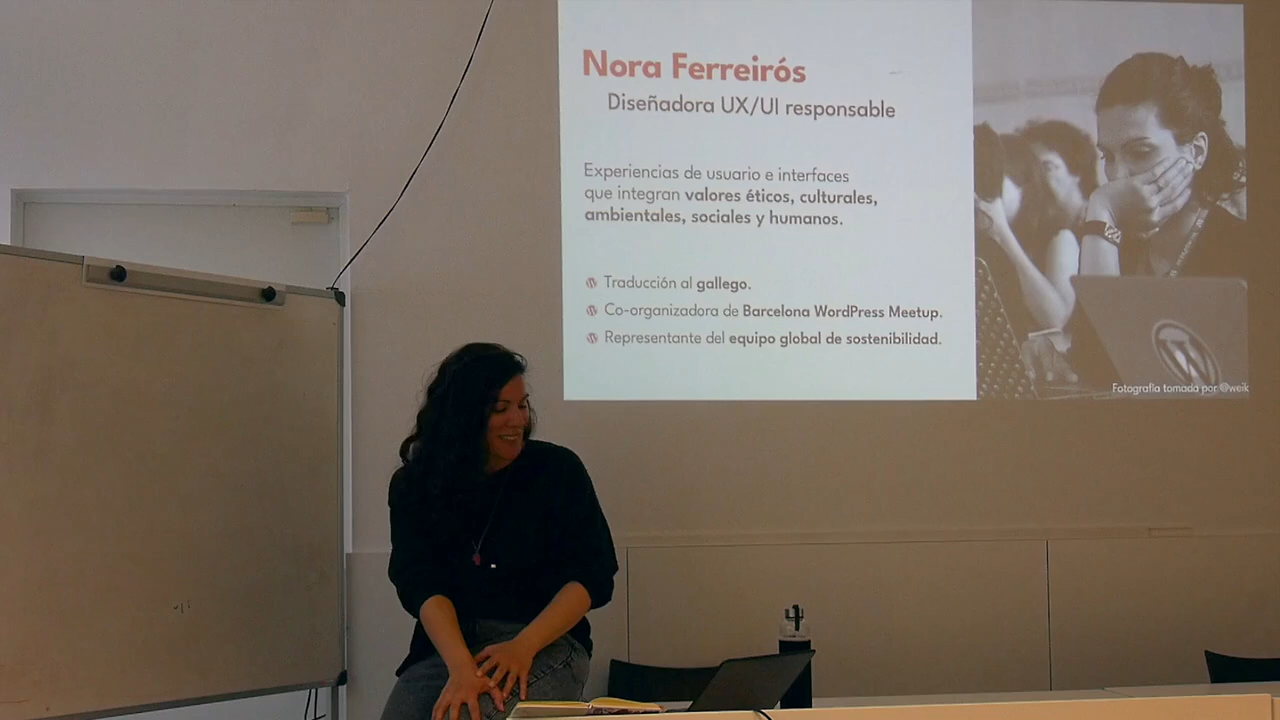 Nora Ferreirós
Diseñadora UX/UI responsable
Experiencias de usuario e interfaces
que integran valores éticos, culturales,
ambientales, sociales y humanos.
Traducción al gallego.
Co-organizadora de Barcelona WordPress Meetup.
Representante del equipo global de sostenibilidad.
Fotografía tomada por @weik